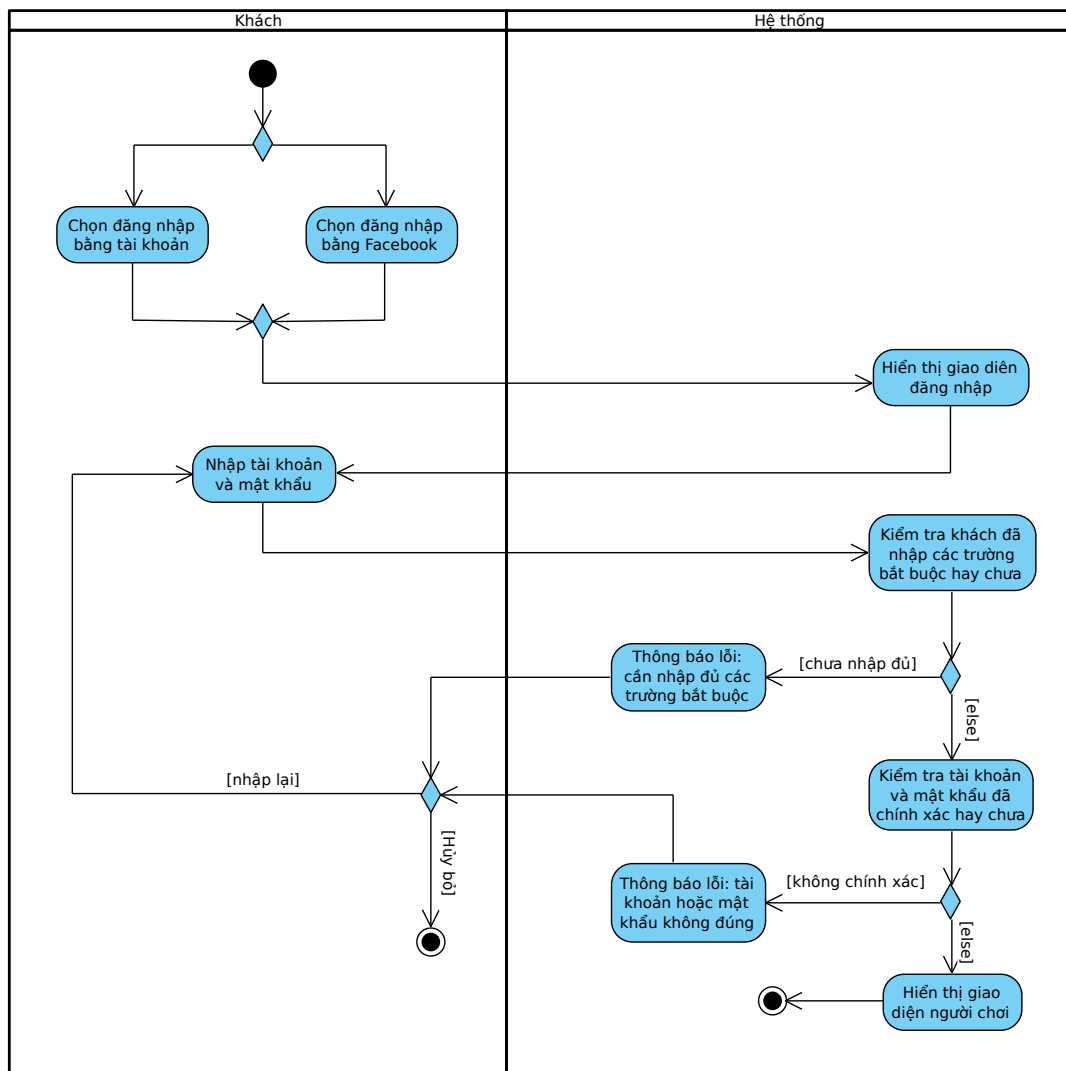 Khách
Hệ thống
Chọn đăng nhập
bằng tài khoản
Chọn đăng nhập
bằng Facebook
Hiển thị giao diên
đăng nhập
Nhập tài khoản
và mật khẩu
Kiểm tra khách đã
nhập các trường
bắt buộc hay chưa
Thông báo lỗi:
cần nhập đủ các
trường bắt buộc
[chưa nhập đủ]
[else]
Kiểm tra tài khoản
và mật khẩu đã
chính xác hay chưa
[nhập lại]
[Hủy bỏ]
Thông báo lỗi: tài
khoản hoặc mật
khẩu không đúng
[không chính xác]
[else]
Hiển thị giao
diện người chơi